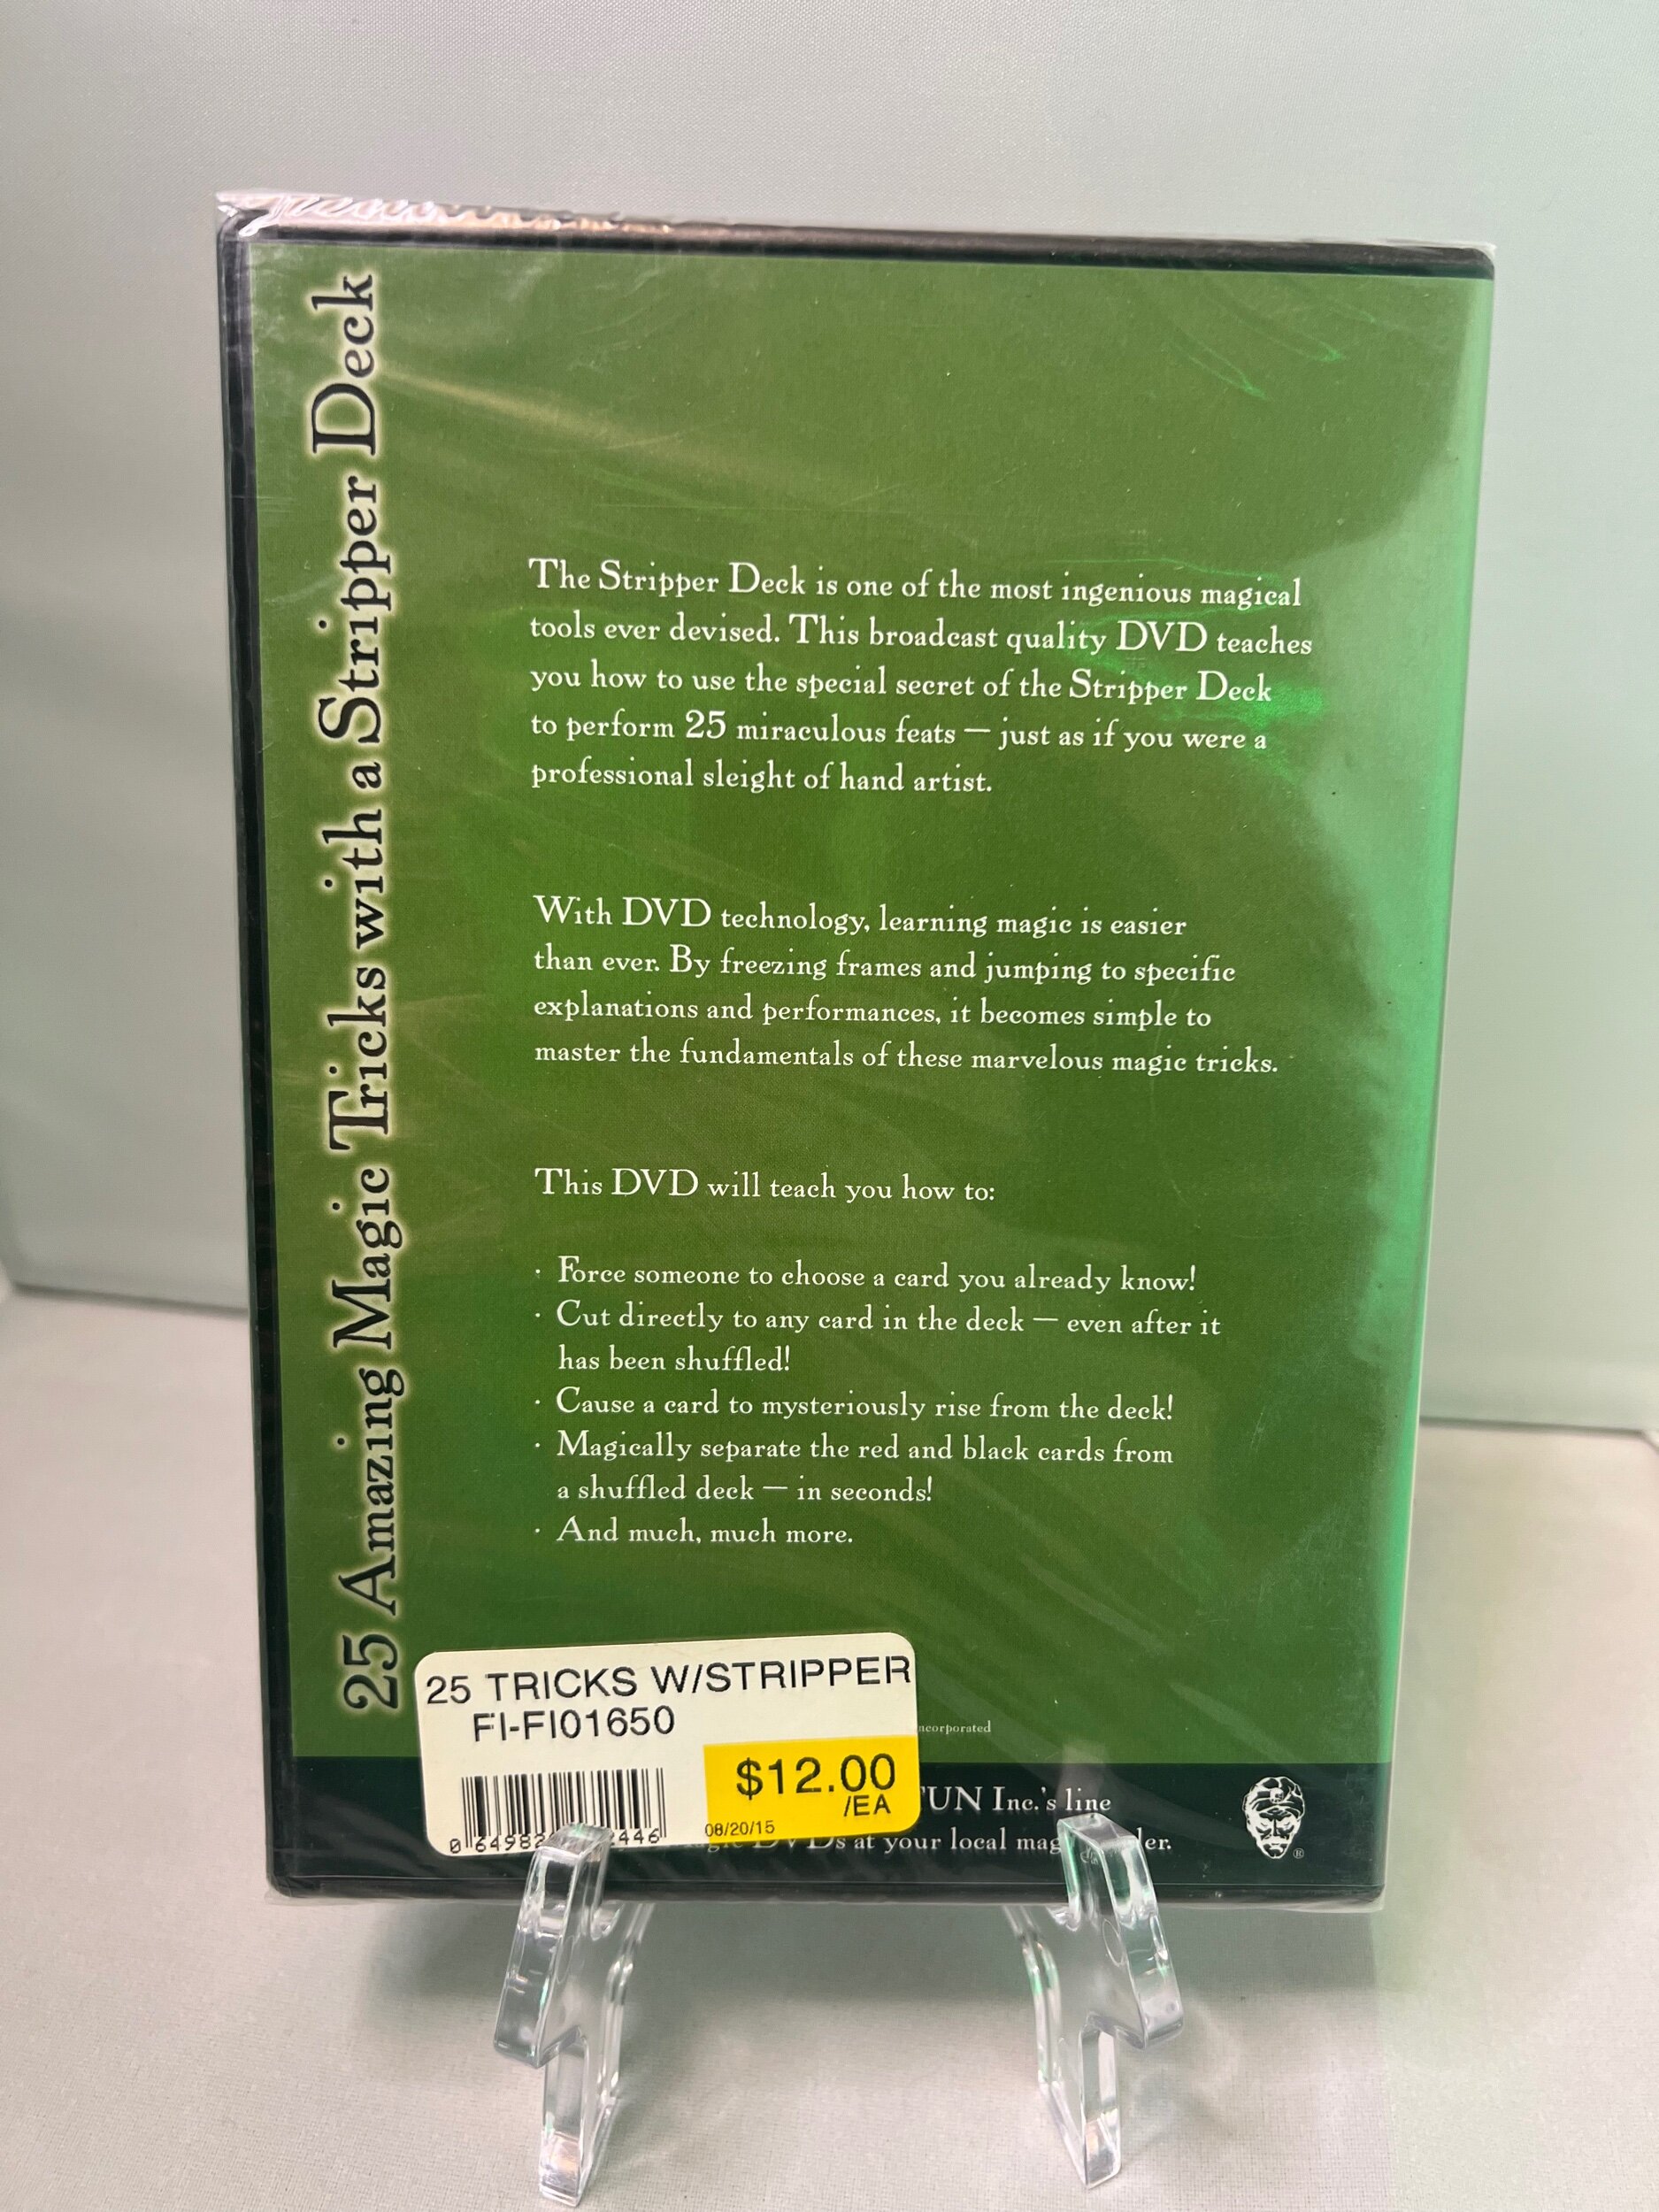 25 Amazing Magic Tricks with a Stripper Deck
The Stripper Deck is one of the most ingenious magical
tools ever devised. This broadcast quality DVD teaches
you how to use the special secret of the Stripper Deck
to perform 25 miraculous feats — just as if you were a
professional sleight of hand artist.
With DVD technology, learning magic is easier
than ever. By freezing frames and jumping to specific
explanations and performances, it becomes simple to
master the fundamentals of these marvelous magic tricks.
This DVD will teach you how to:
· Force someone to choose a card you already know!
· Cut directly to any card in the deck — even after it
has been shuffled!
· Cause a card to mysteriously rise from the deck!
· Magically separate the red and black cards from
a shuffled deck — in seconds!
· And much, much more.
25 TRICKS W/STRIPPER
FI-FI01650
$12.00
/EA
08/20/15
Inc.'s line
at your local
®